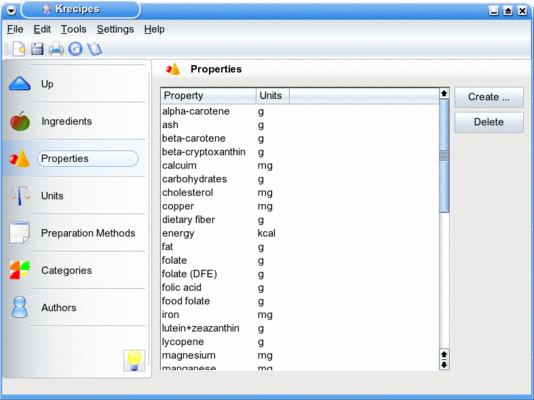 Krecipes
File Edit Tools Settings Help
Up
Ingredients
Properties
Units
Preparation Methods
Categories
Authors
Properties
Property Units
alpha-carotene g
ash g
beta-carotene g
beta-cryptoxanthin g
calcuim mg
carbohydrates g
cholesterol mg
copper mg
dietary fiber g
energy kcal
fat g
folate g
folate (DFE) g
folic acid g
food folate g
iron mg
lutein+zeazanthin g
lycopene g
magnesium mg
manganese mg
Create ...
Delete